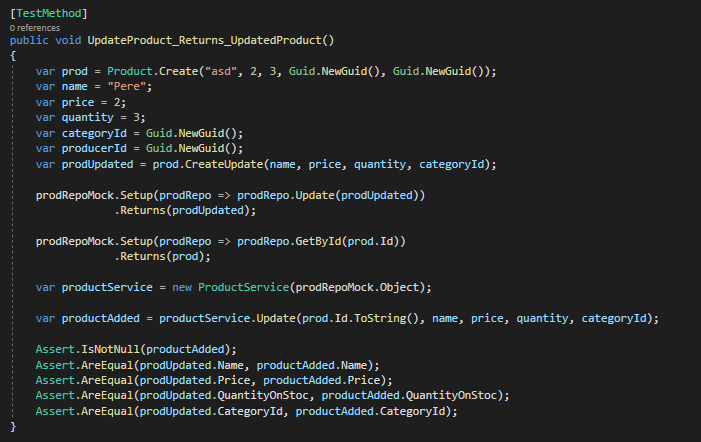 [TestMethod]
0 references
public void UpdateProduct_Returns_UpdatedProduct()
{
var prod = Product.Create("asd", 2, 3, Guid.NewGuid(), Guid.NewGuid());
var name = "Pere";
var price = 2;
var quantity = 3;
var categoryId = Guid.NewGuid();
var producerId = Guid.NewGuid();
var prodUpdated = prod.CreateUpdate(name, price, quantity, categoryId);
prodRepoMock.Setup(prodRepo => prodRepo.Update(prodUpdated))
.Returns(prodUpdated);
prodRepoMock.Setup(prodRepo => prodRepo.GetById(prod.Id))
.Returns(prod);
var productService = new ProductService(prodRepoMock.Object);
var productAdded = productService.Update(prod.Id.ToString(), name, price, quantity, categoryId);
Assert.IsNotNull(productAdded);
Assert.AreEqual(prodUpdated.Name, productAdded.Name);
Assert.AreEqual(prodUpdated.Price, productAdded.Price);
Assert.AreEqual(prodUpdated.QuantityOnStoc, productAdded.QuantityOnStoc);
Assert.AreEqual(prodUpdated.CategoryId, productAdded.CategoryId);
}